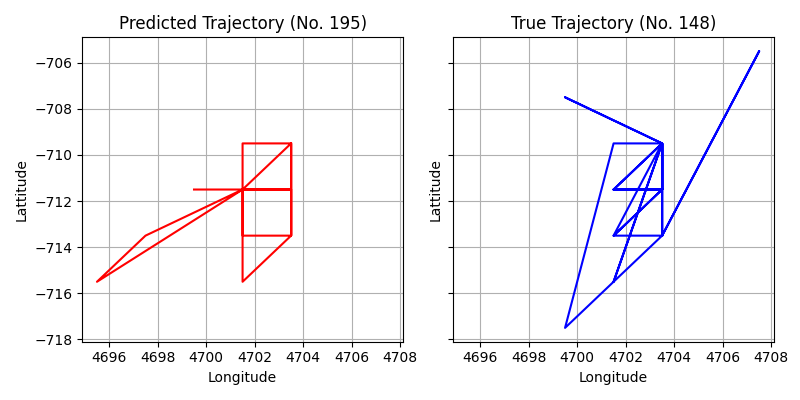 Predicted Trajectory (No. 195)
True Trajectory (No. 148)
−706
−708
−710
−712
−714
−716
−718
Lattitude
Lattitude
4696 4698 4700 4702 4704 4706 4708
4696 4698 4700 4702 4704 4706 4708
Longitude
Longitude